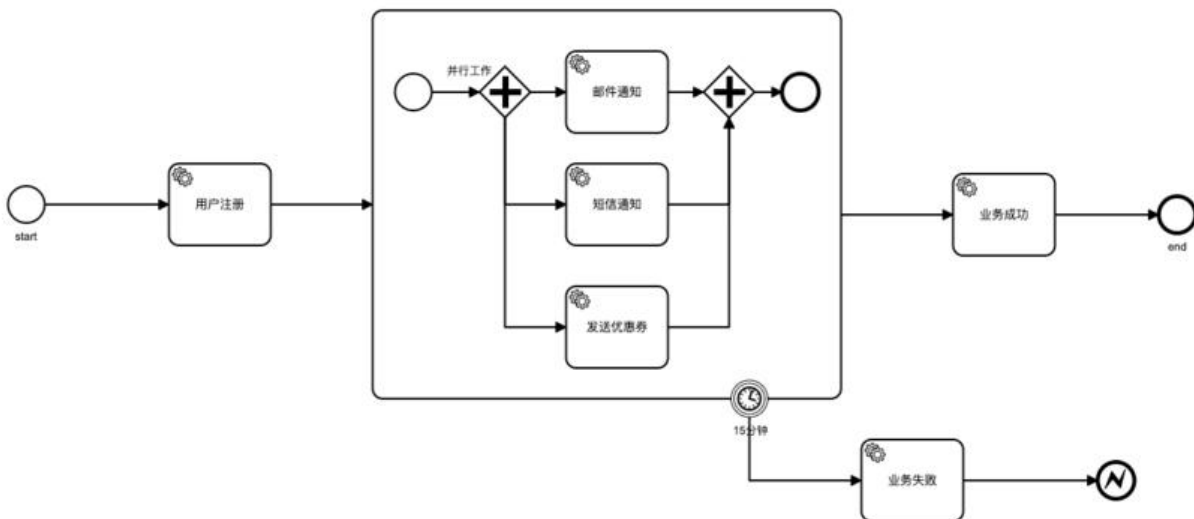 并行工作
邮件通知
用户注册
短信通知
业务成功
start
end
发送优惠券
15分钟
业务失败